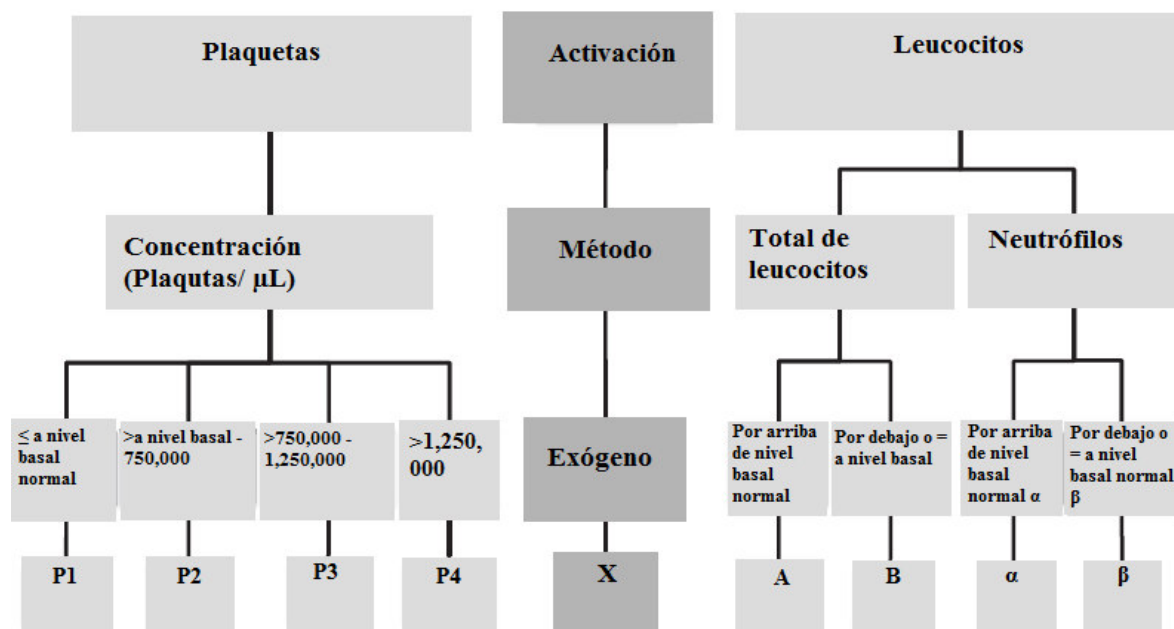 Plaquetas
Activación
Leucocitos
Concentración
(Plaqutas/ μL)
Método
Total de
leucocitos
Neutrófilos
≤ a nivel
basal
normal
>a nivel basal -
750,000
>750,000 -
1,250,000
>1,250,
000
Exógeno
Por arriba
de nivel
basal
normal
Por debajo o =
a nivel basal
Por arriba
de nivel
basal
normal α
Por debajo o
= a nivel
basal normal
β
P1
P2
P3
P4
X
A
B
α
β